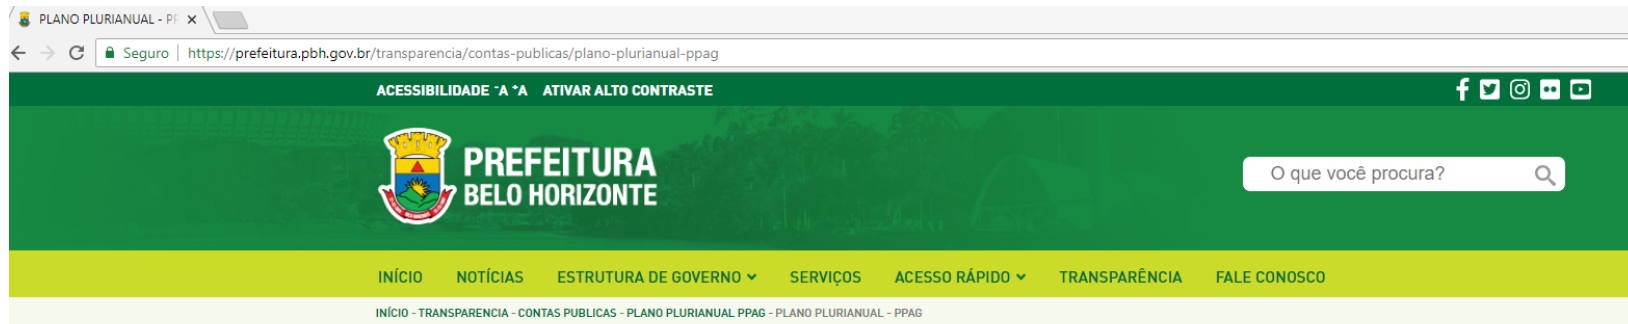 PLANO PLURIANUAL - PR
Seguro | https://prefeitura.pbh.gov.br/transparencia/contas-publicas/plano-plurianual-ppag
ACESSIBILIDADE -A +A ATIVAR ALTO CONTRASTE
PREFEITURA
BELO HORIZONTE
O que você procura?
INÍCIO NOTÍCIAS ESTRUTURA DE GOVERNO SERVIÇOS ACESSO RÁPIDO TRANSPARÊNCIA FALE CONOSCO
INÍCIO - TRANSPARENCIA - CONTAS PUBLICAS - PLANO PLURIANUAL PPAG - PLANO PLURIANUAL - PPAG